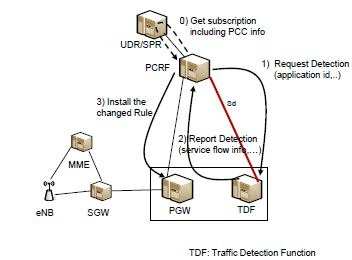 0) Get subscription
including PCC info
UDR/SPR
PCRF
1) Request Detection
(application id,..)
3) Install the
changed Rule
Sd
2) Report Detection
(service flow info,…)
MME
eNB
SGW
PGW
TDF
TDF: Traffic Detection Function